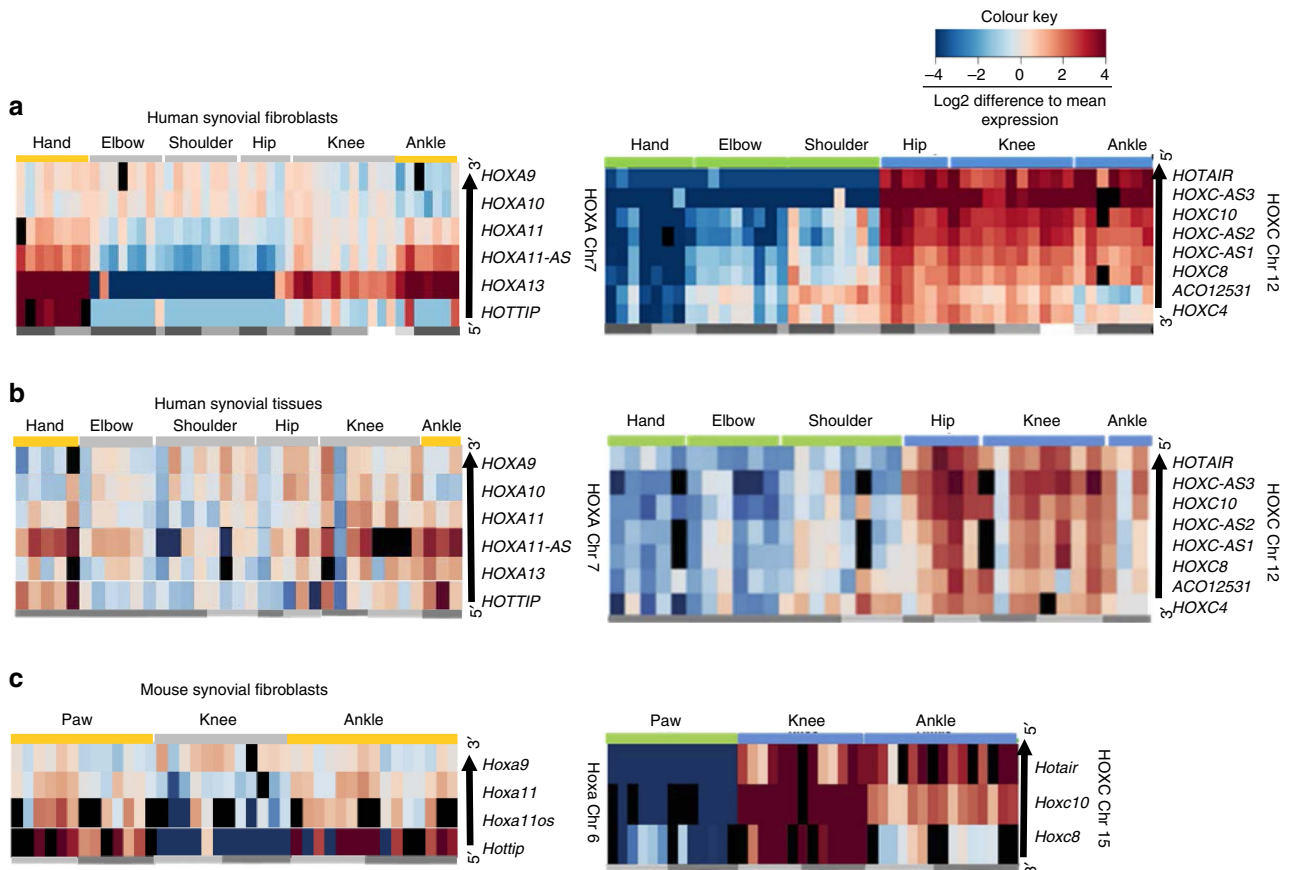 Colour key
−4 −2 0 2 4
Log2 difference to mean
expression
a
Human synovial fibroblasts
Hand Elbow Shoulder Hip Knee Ankle
3′
HOXA9
HOXA10
HOXA11
HOXA11-AS
HOXA13
HOTTIP
5′
HOXA Chr7
Hand Elbow Shoulder Hip Knee Ankle
5′
HOTAIR
HOXC-AS3
HOXC10
HOXC-AS2
HOXC-AS1
HOXC8
ACO12531
HOXC4
3′
HOXC Chr 12
b
Human synovial tissues
Hand Elbow Shoulder Hip Knee Ankle
3′
HOXA9
HOXA10
HOXA11
HOXA11-AS
HOXA13
HOTTIP
5′
HOXA Chr 7
Hand Elbow Shoulder Hip Knee Ankle
5′
HOTAIR
HOXC-AS3
HOXC10
HOXC-AS2
HOXC-AS1
HOXC8
ACO12531
HOXC4
3′
HOXC Chr12
c
Mouse synovial fibroblasts
Paw Knee Ankle
3′
Hoxa9
Hoxa11
Hoxa11os
Hottip
5′
Hoxa Chr 6
Paw Knee Ankle
5′
Hotair
Hoxc10
Hoxc8
HOXC Chr 15